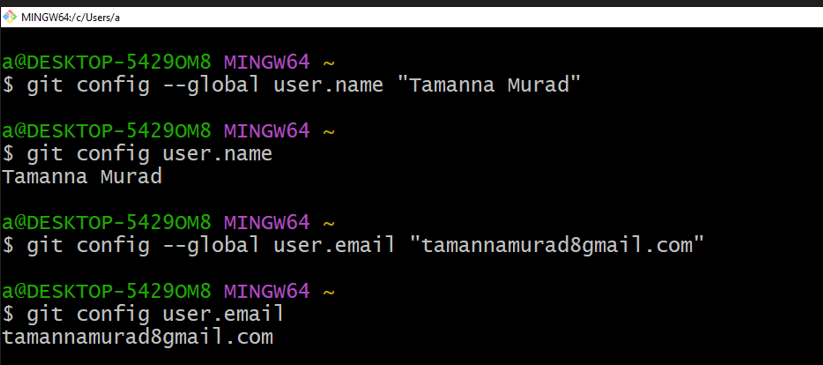 MINGW64:/c/Users/a
a@DESKTOP-5429OM8 MINGW64 ~
$ git config --global user.name "Tamanna Murad"
a@DESKTOP-5429OM8 MINGW64 ~
$ git config user.name
Tamanna Murad
a@DESKTOP-5429OM8 MINGW64 ~
$ git config --global user.email "tamannamurad8gmail.com"
a@DESKTOP-5429OM8 MINGW64 ~
$ git config user.email
tamannamurad8gmail.com